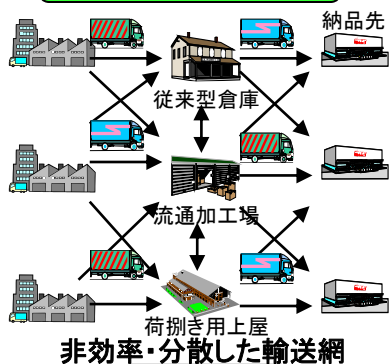 納品先
従来型倉庫
流通加工場
荷捌き用上屋
非効率・分散した輸送網